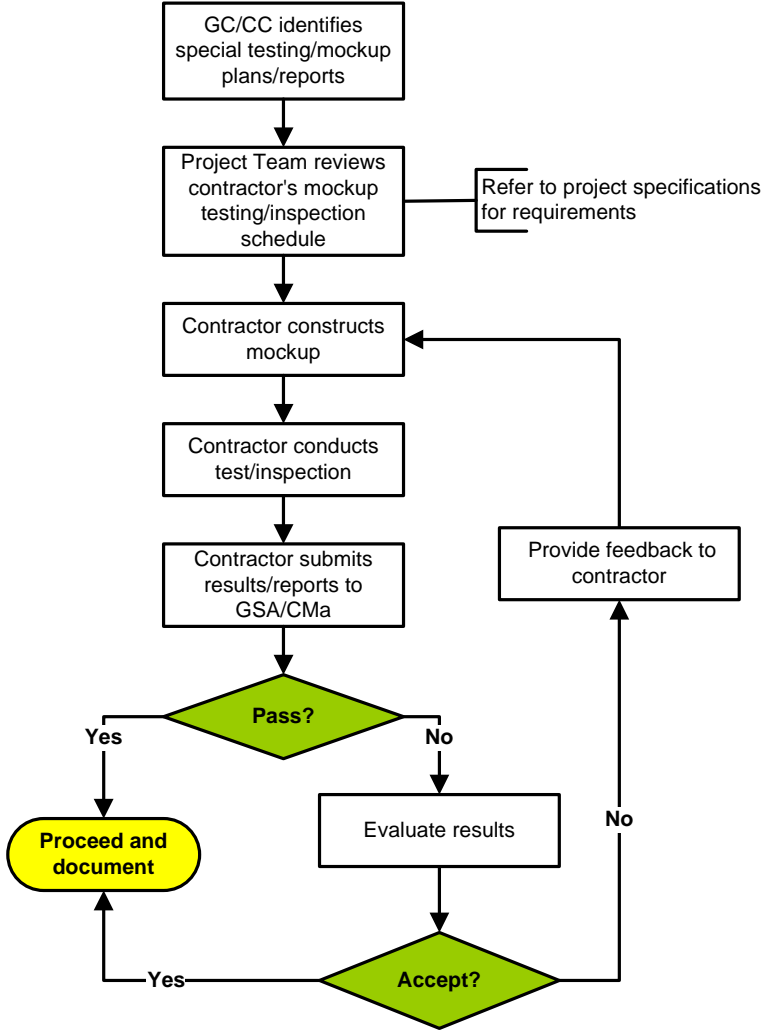 GC/CC identifies
special testing/mockup
plans/reports
Project Team reviews
contractor's mockup
testing/inspection
schedule
Refer to project specifications
for requirements
Contractor constructs
mockup
Contractor conducts
test/inspection
Contractor submits
results/reports to
GSA/CMa
Provide feedback to
contractor
Pass?
Yes
No
Evaluate results
No
Proceed and
document
Accept?
Yes